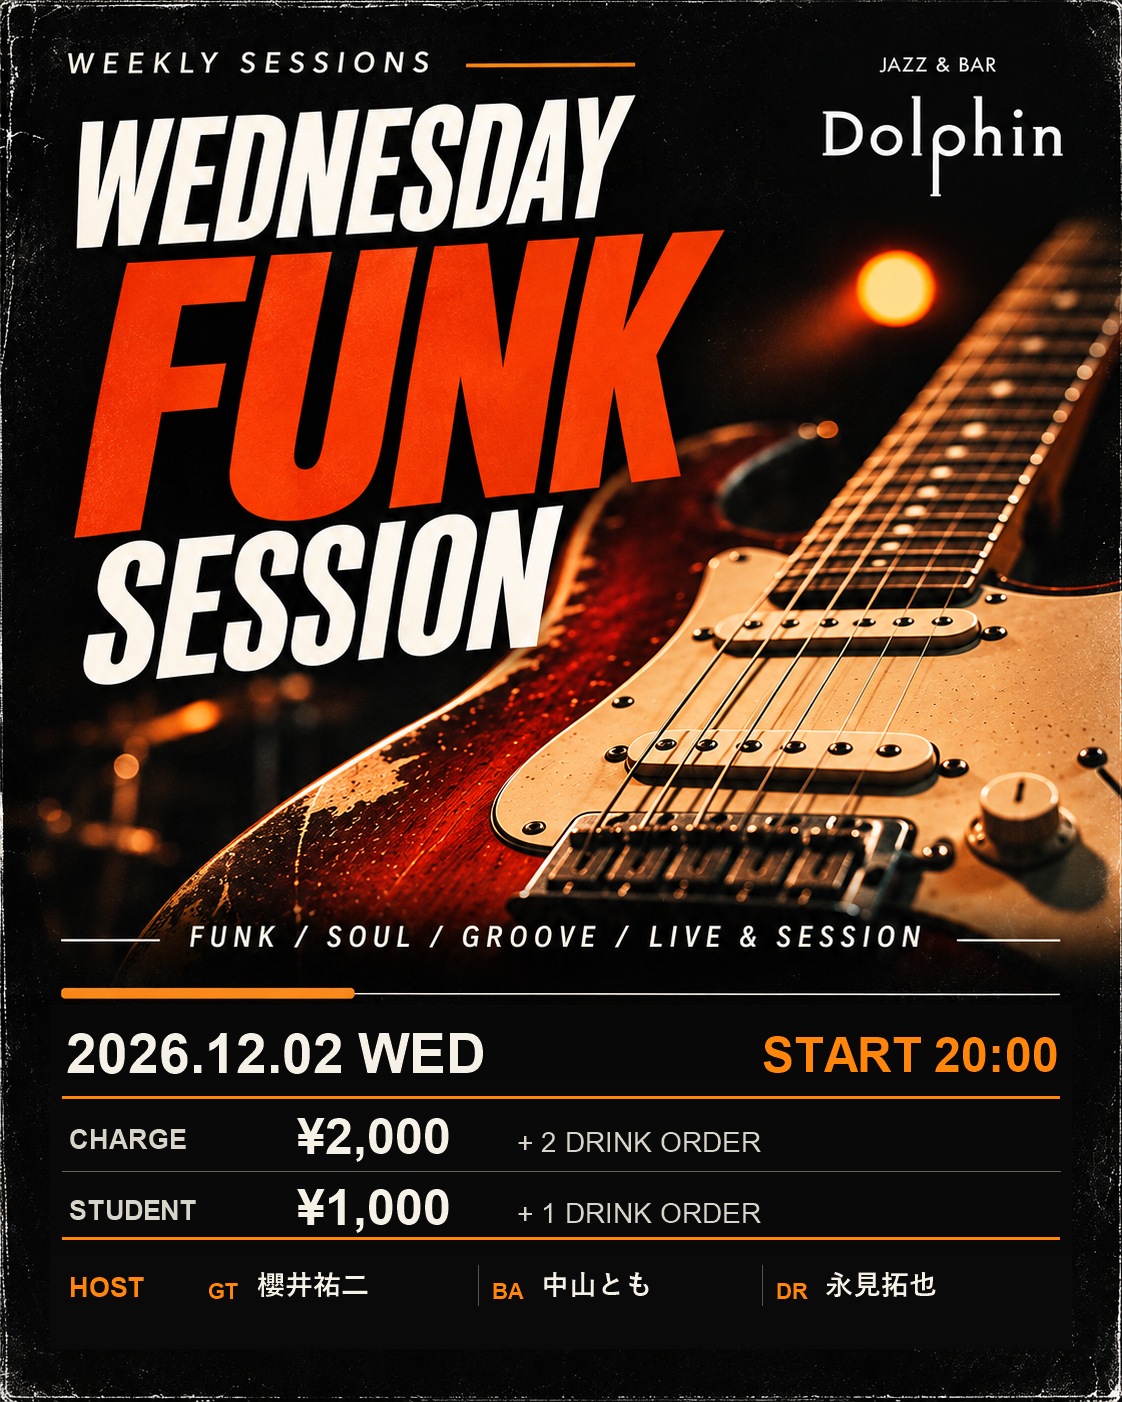 WEEKLY SESSIONS
JAZZ & BAR
Dolphin
WEDNESDAY
FUNK
SESSION
FUNK / SOUL / GROOVE / LIVE & SESSION
2026.12.02 WED START 20:00
CHARGE ¥2,000 + 2 DRINK ORDER
STUDENT ¥1,000 + 1 DRINK ORDER
HOST GT 櫻井祐二 BA 中山とも DR 永見拓也